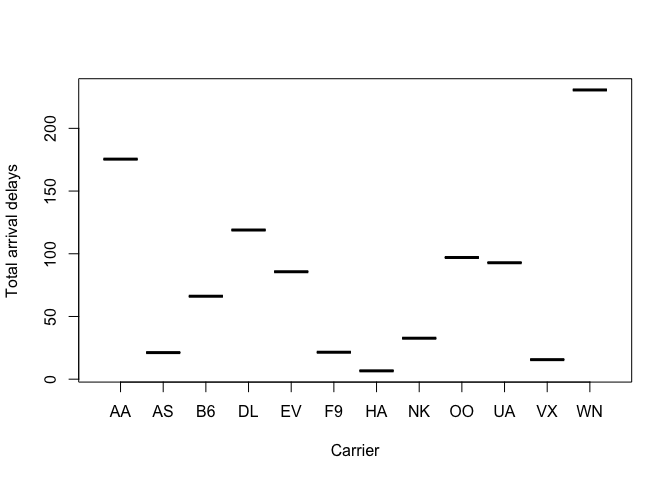 Total arrival delays
200
150
100
50
0
AA AS B6 DL EV F9 HA NK OO UA VX WN
Carrier